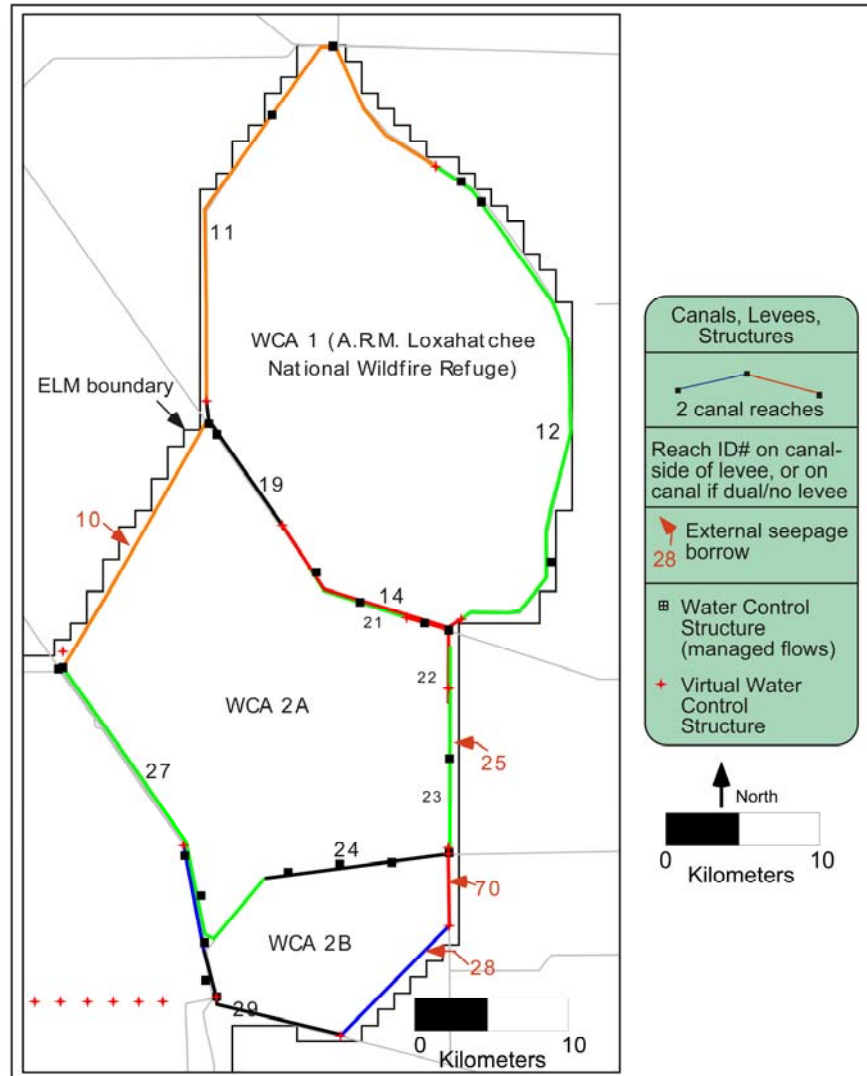 11
WCA 1 (A.R.M. Loxahatchee
National Wildfire Refuge)
ELM boundary
12
19
10
14
21
22
WCA 2A
25
27
23
24
70
WCA 2B
28
29
0 10
Kilometers
Canals, Levees,
Structures
2 canal reaches
Reach ID# on canal-
side of levee, or on
canal if dual/no levee
External seepage
borrow
28
Water Control
Structure
(managed flows)
Virtual Water
Control
Structure
North
0 10
Kilometers